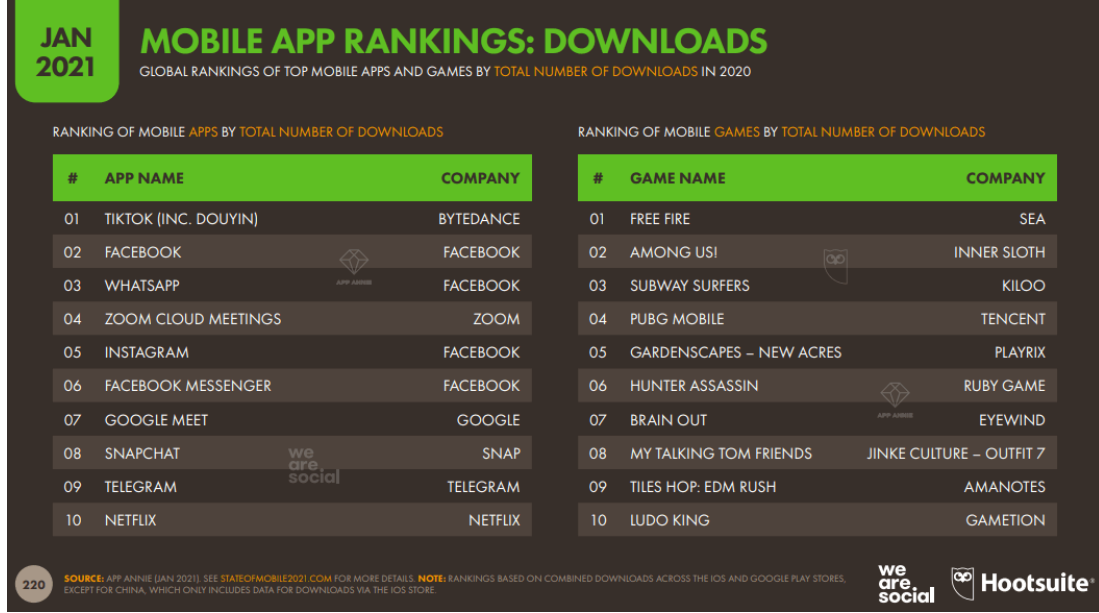 JAN
2021
MOBILE APP RANKINGS: DOWNLOADS
GLOBAL RANKINGS OF TOP MOBILE APPS AND GAMES BY TOTAL NUMBER OF DOWNLOADS IN 2020
RANKING OF MOBILE APPS BY TOTAL NUMBER OF DOWNLOADS
# APP NAME COMPANY
01 TIKTOK (INC. DOUYIN) BYTEDANCE
02 FACEBOOK FACEBOOK
03 WHATSAPP FACEBOOK
04 ZOOM CLOUD MEETINGS ZOOM
05 INSTAGRAM FACEBOOK
06 FACEBOOK MESSENGER FACEBOOK
07 GOOGLE MEET GOOGLE
08 SNAPCHAT SNAP
09 TELEGRAM TELEGRAM
10 NETFLIX NETFLIX
APP ANNIE
we
are.
social
RANKING OF MOBILE GAMES BY TOTAL NUMBER OF DOWNLOADS
# GAME NAME COMPANY
01 FREE FIRE SEA
02 AMONG US! INNER SLOTH
03 SUBWAY SURFERS KILOO
04 PUBG MOBILE TENCENT
05 GARDENSCAPES – NEW ACRES PLAYRIX
06 HUNTER ASSASSIN RUBY GAME
07 BRAIN OUT EYEWIND
08 MY TALKING TOM FRIENDS JINKE CULTURE – OUTFIT 7
09 TILES HOP: EDM RUSH AMANOTES
10 LUDO KING GAMETION
APP ANNIE
220
SOURCE: APP ANNIE (JAN 2021). SEE STATEOFMOBILE2021.COM FOR MORE DETAILS. NOTE: RANKINGS BASED ON COMBINED DOWNLOADS ACROSS THE IOS AND GOOGLE PLAY STORES,
EXCEPT FOR CHINA, WHICH ONLY INCLUDES DATA FOR DOWNLOADS VIA THE IOS STORE.
we
are.
social
Hootsuite®